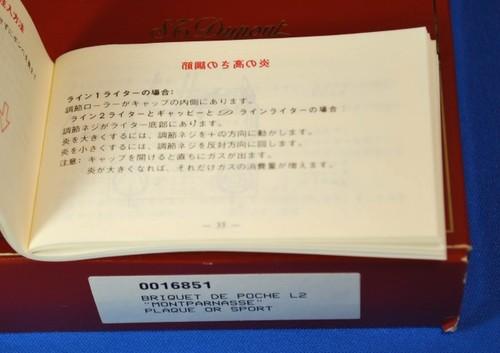 S.T. Dupont
注入方法
炎の高さの調節
ライン1ライターの場合:
調節ローラーがキャップの内側にあります。
ライン2ライターとギャッピーと ラインライターの場合:
調節ネジがライター底部にあります。
炎を大きくするには、調節ネジを+の方向に動かします。
炎を小さくするには、調節ネジを反対方向に回します。
注意: キャップを開けると直ちにガスが出ます。
炎が大きくなれば、それだけガスの消費量が増えます。
0016851
BRIQUET DE POCHE L2
"MONTPARNASSE"
PLAQUE OR SPORT